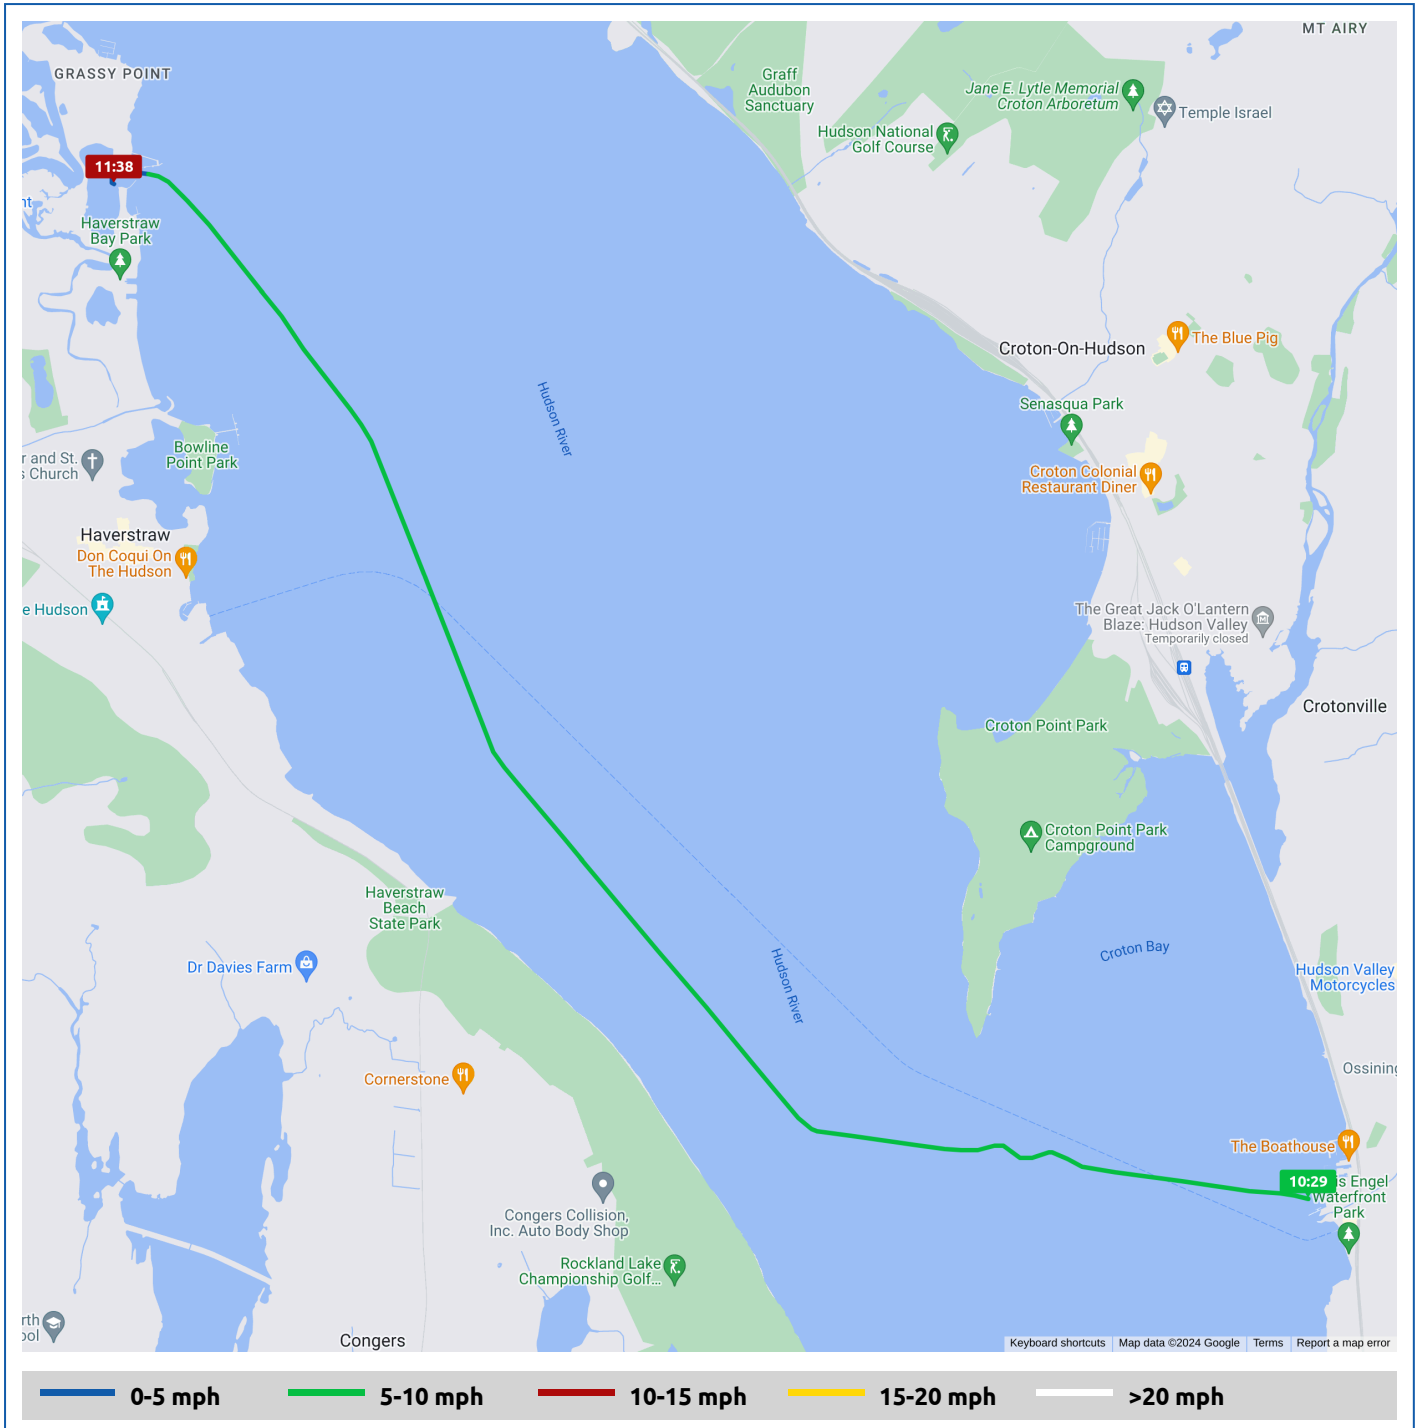 MT AIRY
GRASSY POINT
Graff
Audubon
Sanctuary
Jane E. Lytle Memorial
Croton Arboretum
Temple Israel
Hudson National
Golf Course
11:38
nt
Haverstraw
Bay Park
Croton-On-Hudson
The Blue Pig
Hudson River
Senasqua Park
Bowline
Point Park
r and St.
s Church
Croton Colonial
Restaurant Diner
Haverstraw
Don Coqui On
The Hudson
e Hudson
The Great Jack O'Lantern
Blaze: Hudson Valley
Temporarily closed
Crotonville
Croton Point Park
Croton Point Park
Campground
Haverstraw
Beach
State Park
Croton Bay
Dr Davies Farm
Hudson River
Hudson Valley
Motorcycles
Cornerstone
Ossining
The Boathouse
10:29
is Engel
Waterfront
Park
Congers Collision,
Inc. Auto Body Shop
Rockland Lake
Championship Golf...
rth
ool
Congers
Keyboard shortcuts Map data ©2024 Google Terms Report a map error
0-5 mph 5-10 mph 10-15 mph 15-20 mph >20 mph